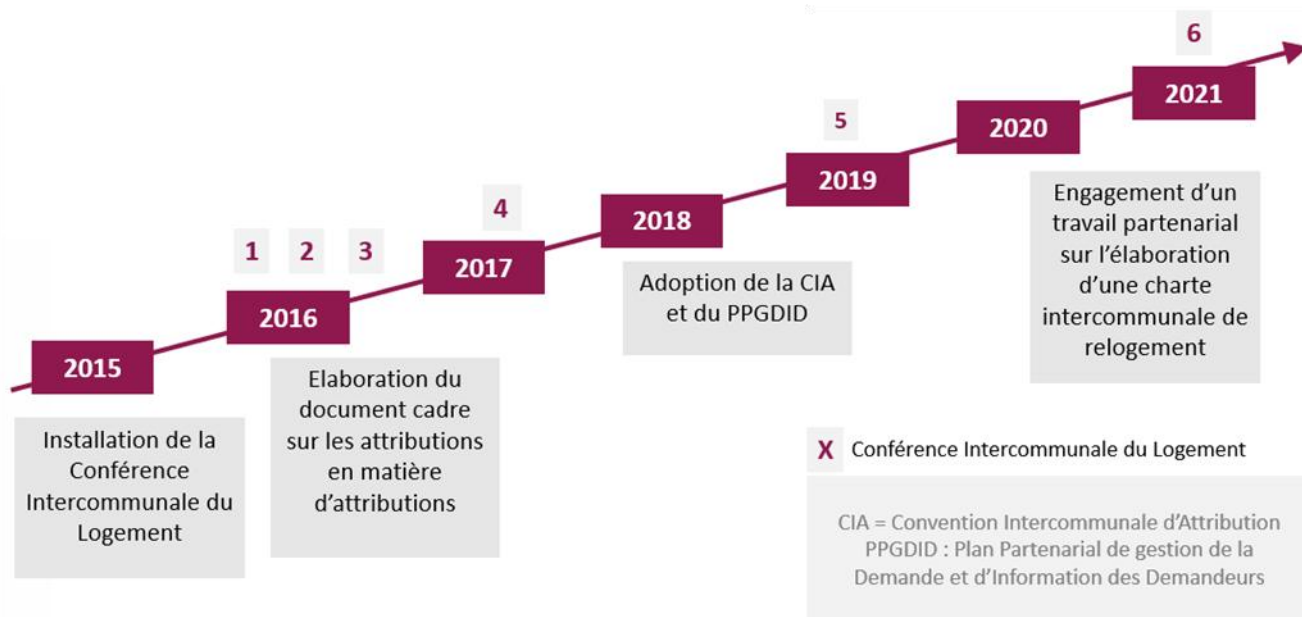 2015
Installation de la
Conférence
Intercommunale du
Logement
1
2
3
2016
Elaboration du
document cadre
sur les attributions
en matière
d’attributions
4
2017
2018
Adoption de la CIA
et du PPGDID
5
2019
2020
Engagement d’un
travail partenarial
sur l’élaboration
d’une charte
intercommunale de
relogement
6
2021
X Conférence Intercommunale du Logement
CIA = Convention Intercommunale d’Attribution
PPGDID : Plan Partenarial de gestion de la
Demande et d’Information des Demandeurs